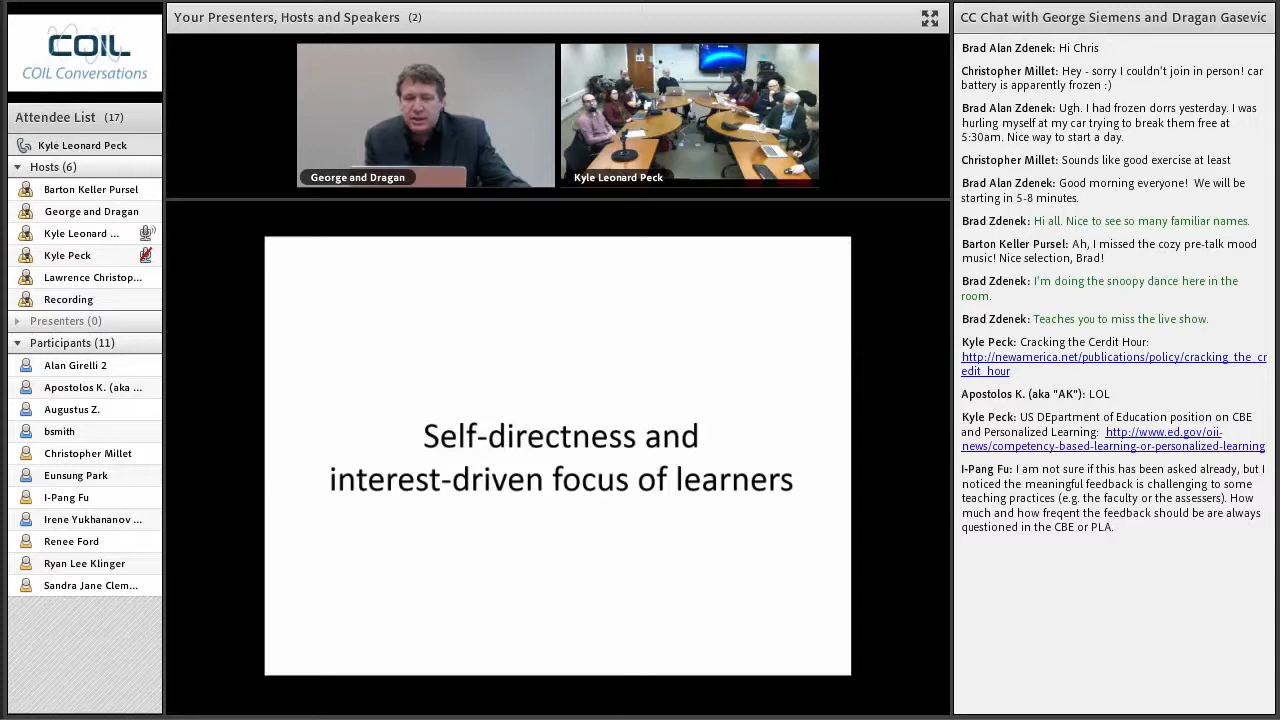 COIL
COIL Conversations
Attendee List (17)
Kyle Leonard Peck
Hosts (6)
Barton Keller Pursel
George and Dragan
Kyle Leonard ...
Kyle Peck
Lawrence Christop...
Recording
Presenters (0)
Participants (11)
Alan Girelli 2
Apostolos K. (aka ...
Augustus Z.
bsmith
Christopher Millet
Eunsung Park
I-Pang Fu
Irene Yukhananov ...
Renee Ford
Ryan Lee Klinger
Sandra Jane Clem...
Your Presenters, Hosts and Speakers (2)
George and Dragan
Kyle Leonard Peck
Self-directness and
interest-driven focus of learners
CC Chat with George Siemens and Dragan Gasevic
Brad Alan Zdenek: Hi Chris
Christopher Millet: Hey - sorry I couldn't join in person! car
battery is apparently frozen :)
Brad Alan Zdenek: Ugh. I had frozen dorrs yesterday. I was
hurling myself at my car trying to break them free at
5:30am. Nice way to start a day.
Christopher Millet: Sounds like good exercise at least
Brad Alan Zdenek: Good morning everyone! We will be
starting in 5-8 minutes.
Brad Zdenek: Hi all. Nice to see so many familiar names.
Barton Keller Pursel: Ah, I missed the cozy pre-talk mood
music! Nice selection, Brad!
Brad Zdenek: I'm doing the snoopy dance here in the
room.
Brad Zdenek: Teaches you to miss the live show.
Kyle Peck: Cracking the Cerdit Hour:
http://newamerica.net/publications/policy/cracking_the_cr
edit_hour
Apostolos K. (aka "AK"): LOL
Kyle Peck: US DEpartment of Education position on CBE
and Personalized Learning: http://www.ed.gov/oii-
news/competency-based-learning-or-personalized-learning
I-Pang Fu: I am not sure if this has been asked already, but I
noticed the meaningful feedback is challenging to some
teaching practices (e.g. the faculty or the assessers). How
much and how freqent the feedback should be are always
questioned in the CBE or PLA.